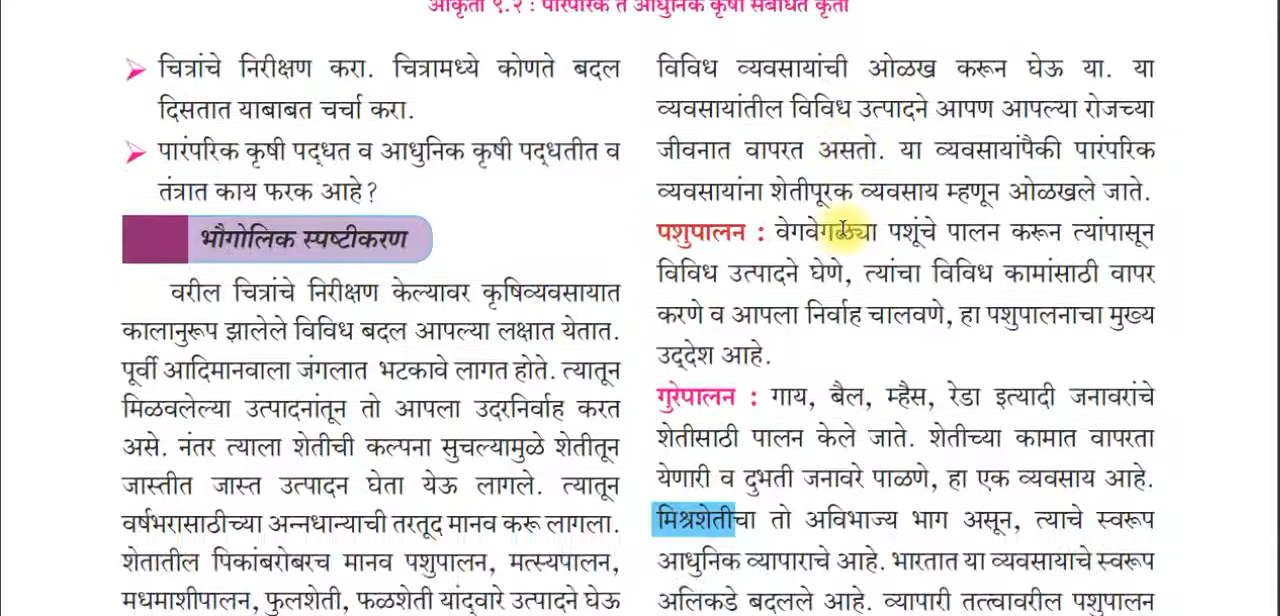 आकृती ९.२ : पारंपरिक ते आधुनिक कृषी संबंधित कृती
चित्रांचे निरीक्षण करा. चित्रामध्ये कोणते बदल
दिसतात याबाबत चर्चा करा.
पारंपरिक कृषी पद्धत व आधुनिक कृषी पद्धतीत व
तंत्रात काय फरक आहे?
भौगोलिक स्पष्टीकरण
वरील चित्रांचे निरीक्षण केल्यावर कृषिव्यवसायात
कालानुरूप झालेले विविध बदल आपल्या लक्षात येतात.
पूर्वी आदिमानवाला जंगलात भटकावे लागत होते. त्यातून
मिळवलेल्या उत्पादनांतून तो आपला उदरनिर्वाह करत
असे. नंतर त्याला शेतीची कल्पना सुचल्यामुळे शेतीतून
जास्तीत जास्त उत्पादन घेता येऊ लागले. त्यातून
वर्षभरासाठीच्या अन्नधान्याची तरतूद मानव करू लागला.
शेतातील पिकांबरोबरच मानव पशुपालन, मत्स्यपालन,
मधमाशीपालन, फुलशेती, फळशेती यांद्वारे उत्पादने घेऊ
विविध व्यवसायांची ओळख करून घेऊ या. या
व्यवसायांतील विविध उत्पादने आपण आपल्या रोजच्या
जीवनात वापरत असतो. या व्यवसायांपैकी पारंपरिक
व्यवसायांना शेतीपूरक व्यवसाय म्हणून ओळखले जाते.
पशुपालन : वेगवेगळ्या पशूंचे पालन करून त्यांपासून
विविध उत्पादने घेणे, त्यांचा विविध कामांसाठी वापर
करणे व आपला निर्वाह चालवणे, हा पशुपालनाचा मुख्य
उद्देश आहे.
गुरेपालन : गाय, बैल, म्हैस, रेडा इत्यादी जनावरांचे
शेतीसाठी पालन केले जाते. शेतीच्या कामात वापरता
येणारी व दुभती जनावरे पाळणे, हा एक व्यवसाय आहे.
मिश्रशेतीचा तो अविभाज्य भाग असून, त्याचे स्वरूप
आधुनिक व्यापाराचे आहे. भारतात या व्यवसायाचे स्वरूप
अलिकडे बदलले आहे. व्यापारी तत्त्वावरील पशुपालन